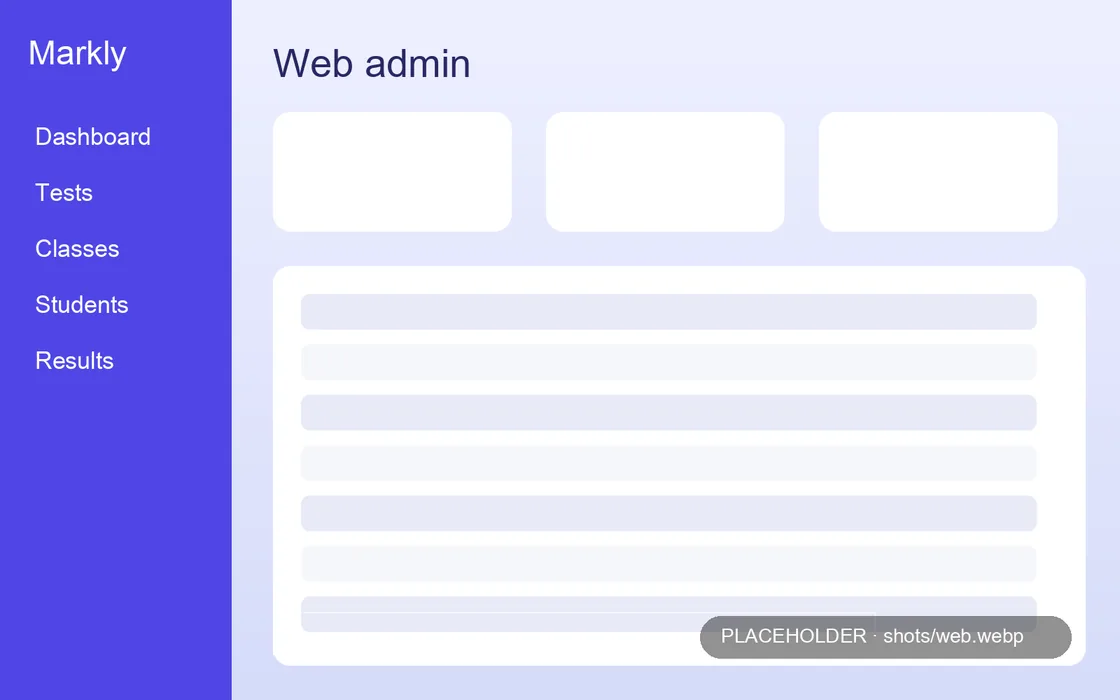 Markly
Dashboard
Tests
Classes
Students
Results
Web admin
PLACEHOLDER · shots/web.webp